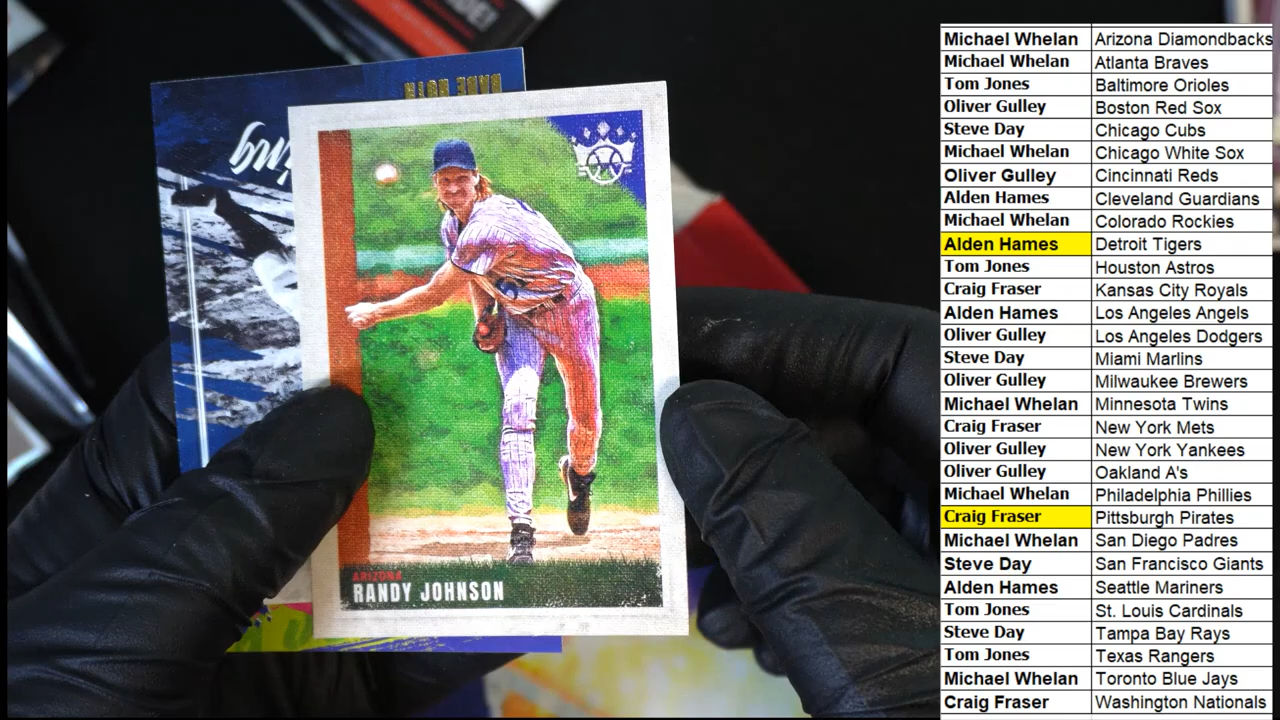 BABE RUTH
ARIZONA
RANDY JOHNSON
Michael Whelan Arizona Diamondbacks
Michael Whelan Atlanta Braves
Tom Jones Baltimore Orioles
Oliver Gulley Boston Red Sox
Steve Day Chicago Cubs
Michael Whelan Chicago White Sox
Oliver Gulley Cincinnati Reds
Alden Hames Cleveland Guardians
Michael Whelan Colorado Rockies
Alden Hames Detroit Tigers
Tom Jones Houston Astros
Craig Fraser Kansas City Royals
Alden Hames Los Angeles Angels
Oliver Gulley Los Angeles Dodgers
Steve Day Miami Marlins
Oliver Gulley Milwaukee Brewers
Michael Whelan Minnesota Twins
Craig Fraser New York Mets
Oliver Gulley New York Yankees
Oliver Gulley Oakland A's
Michael Whelan Philadelphia Phillies
Craig Fraser Pittsburgh Pirates
Michael Whelan San Diego Padres
Steve Day San Francisco Giants
Alden Hames Seattle Mariners
Tom Jones St. Louis Cardinals
Steve Day Tampa Bay Rays
Tom Jones Texas Rangers
Michael Whelan Toronto Blue Jays
Craig Fraser Washington Nationals